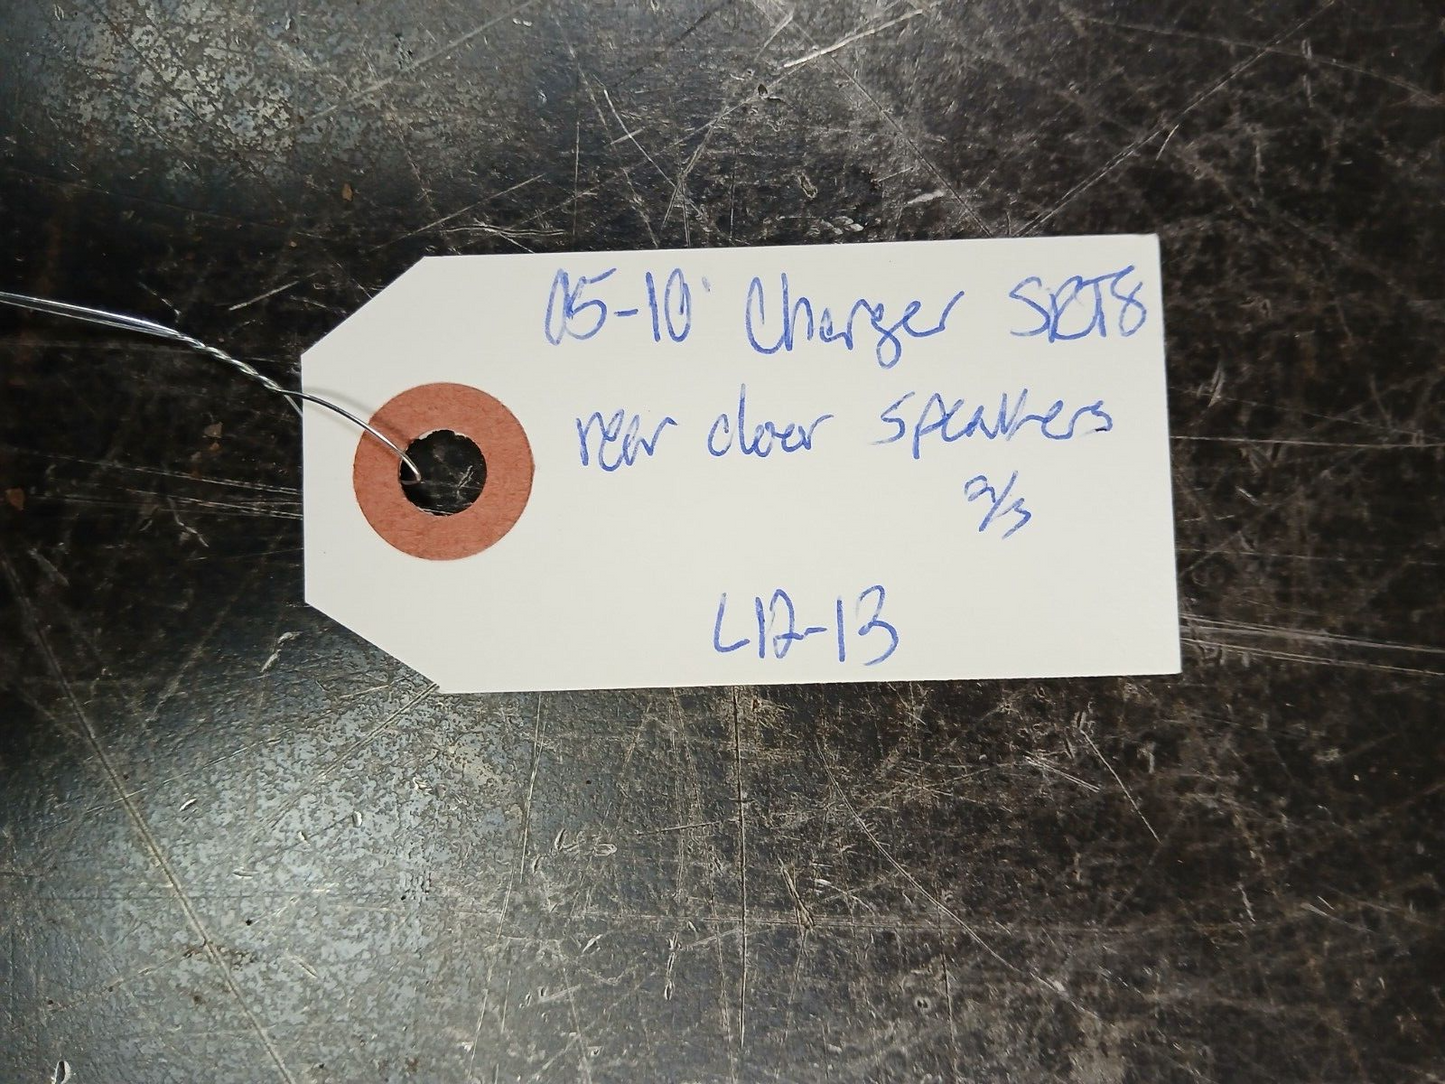 05-10' Charger SRT8
rear door speakers
2/3
L12-13